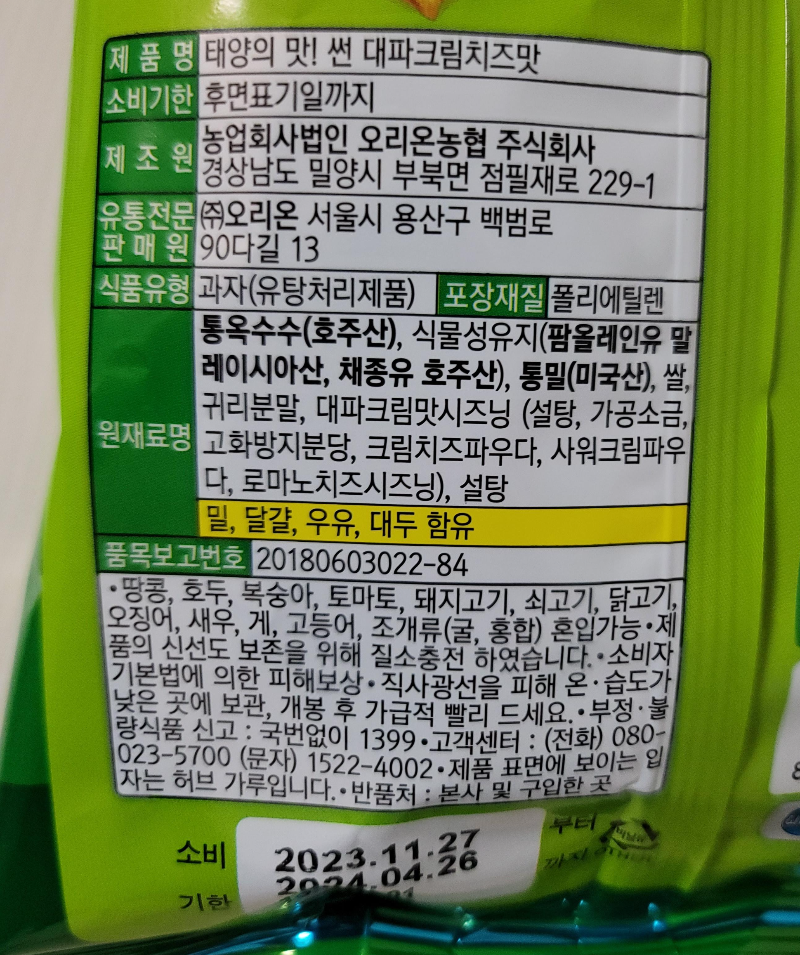 제 품 명 태양의 맛! 썬 대파크림치즈맛
소비기한 후면표기일까지
제 조 원 농업회사법인 오리온농협 주식회사
경상남도 밀양시 부북면 점필재로 229-1
유통전문 ㈜오리온 서울시 용산구 백범로
판 매 원 90다길 13
식품유형 과자(유탕처리제품) 포장재질 폴리에틸렌
원재료명 통옥수수(호주산), 식물성유지(팜올레인유 말
레이시아산, 채종유 호주산), 통밀(미국산), 쌀,
귀리분말, 대파크림맛시즈닝 (설탕, 가공소금,
고화방지분당, 크림치즈파우다, 사워크림파우
다, 로마노치즈시즈닝), 설탕
밀, 달걀, 우유, 대두 함유
품목보고번호 20180603022-84
•땅콩, 호두, 복숭아, 토마토, 돼지고기, 쇠고기, 닭고기,
오징어, 새우, 게, 고등어, 조개류(굴, 홍합) 혼입가능•제
품의 신선도 보존을 위해 질소충전 하였습니다.•소비자
기본법에 의한 피해보상•직사광선을 피해 온·습도가
낮은 곳에 보관, 개봉 후 가급적 빨리 드세요.•부정·불
량식품 신고 : 국번없이 1399•고객센터 : (전화) 080-
023-5700 (문자) 1522-4002•제품 표면에 보이는 입
자는 허브 가루입니다.•반품처 : 본사 및 구입한 곳
소비 2023.11.27 부터
기한 2024.04.26 까지
비닐류
OTHER